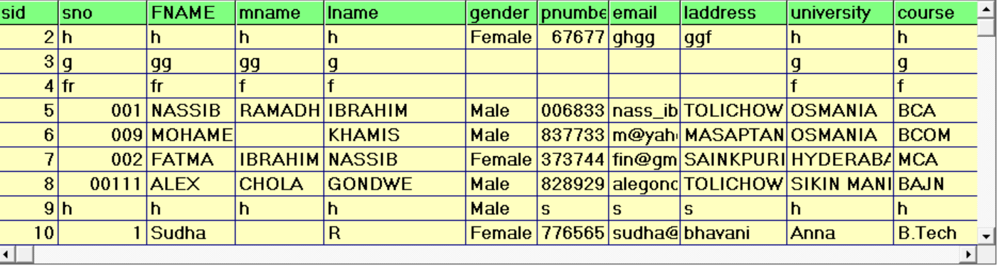 sid sno FNAME mname lname gender pnumbe email laddress university course
2 h h h h Female 67677 ghgg ggf h h
3 g gg gg g g g
4 fr fr f f f f
5 001 NASSIB RAMADH IBRAHIM Male 006833 nass_ib TOLICHOW OSMANIA BCA
6 009 MOHAME KHAMIS Male 837733 m@yah MASAPTAN OSMANIA BCOM
7 002 FATMA IBRAHIM NASSIB Female 373744 fin@gm SAINKPURI HYDERABA MCA
8 00111 ALEX CHOLA GONDWE Male 828929 alegonc TOLICHOW SIKIN MANI BAJN
9 h h h h Male s s s h h
10 1 Sudha R Female 776565 sudha@ bhavani Anna B.Tech